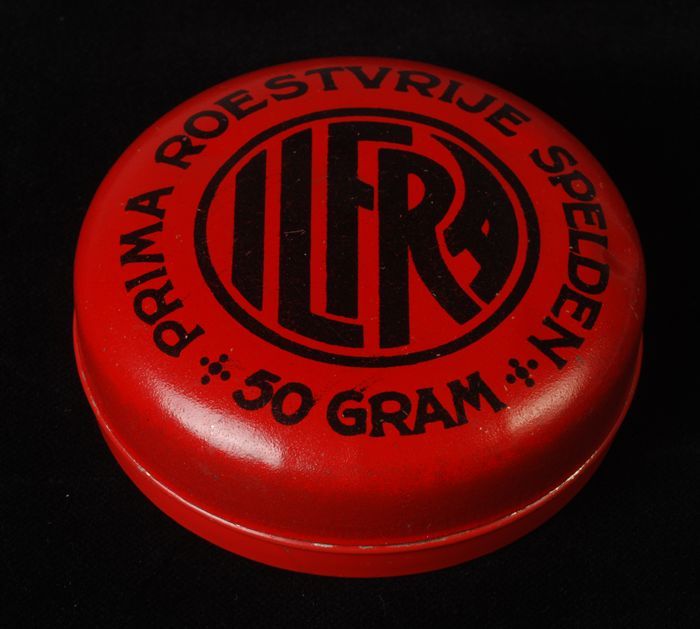 PRIMA ROESTVRIJE SPELDEN
ILFRA
50 GRAM